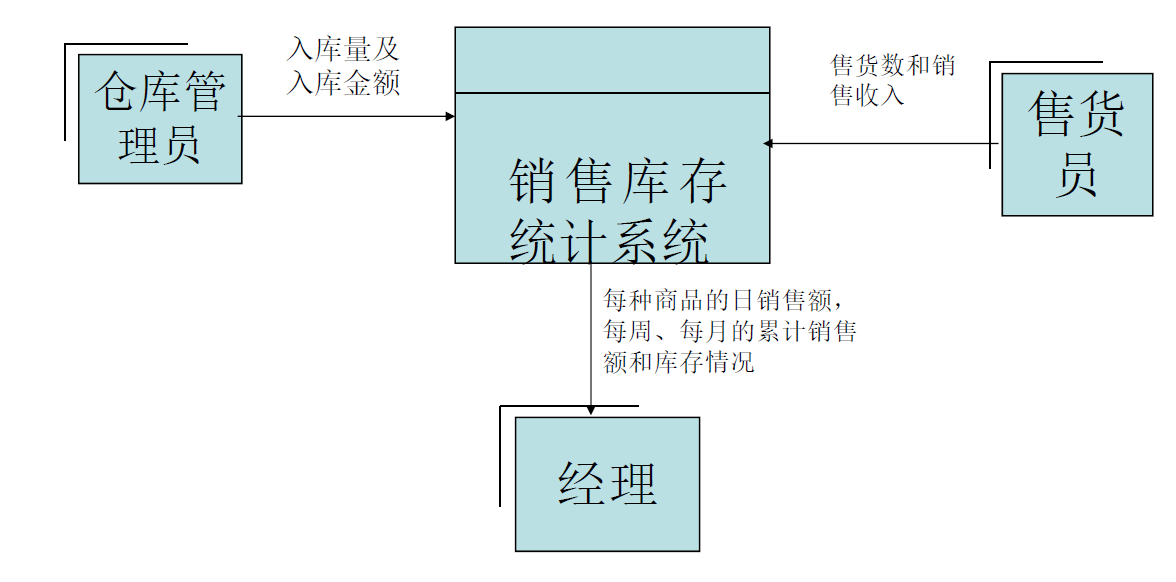 仓库管
理员
入库量及
入库金额
销售库存
统计系统
售货数和销
售收入
售货
员
每种商品的日销售额，
每周、每月的累计销售
额和库存情况
经理